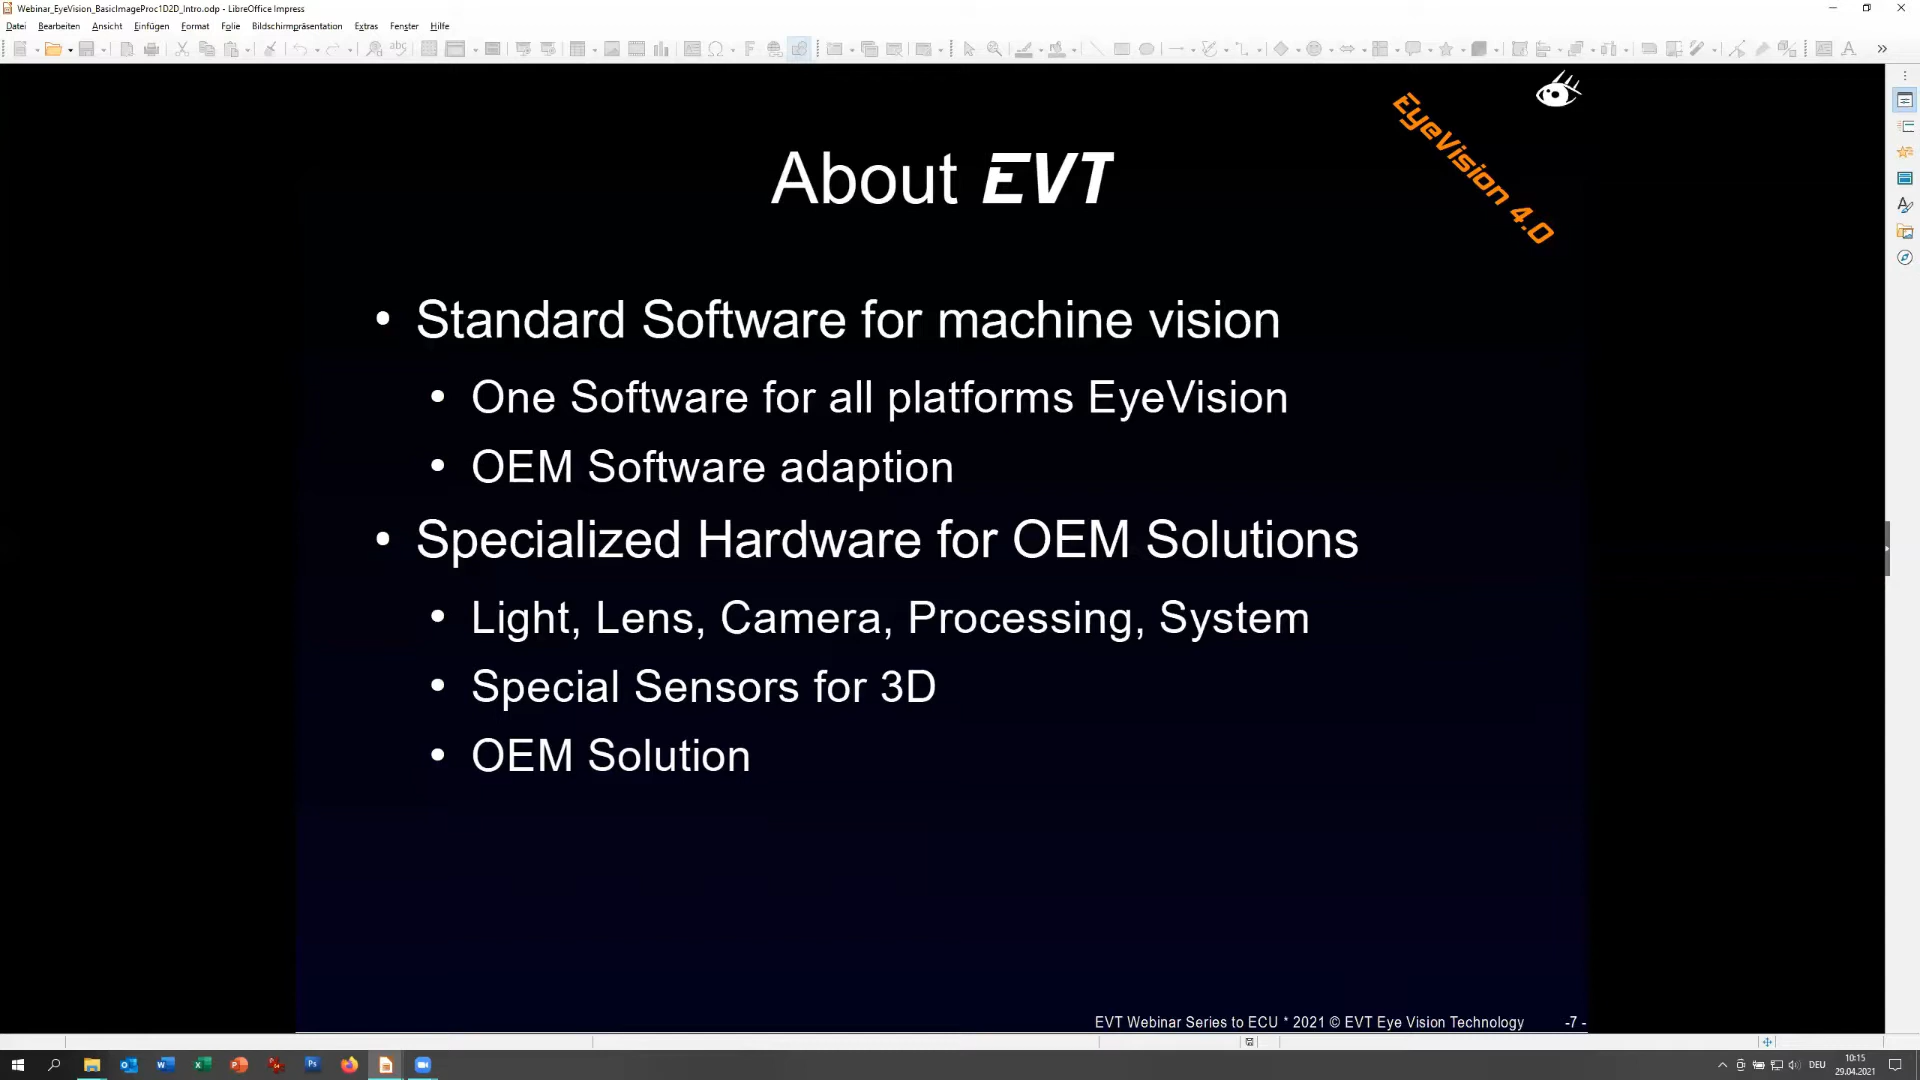 Webinar_EyeVision_BasicImageProc1D2D_Intro.odp - LibreOffice Impress
Datei Bearbeiten Ansicht Einfügen Format Folie Bildschirmpräsentation Extras Fenster Hilfe
EyeVision 4.0
About EVT
• Standard Software for machine vision
• One Software for all platforms EyeVision
• OEM Software adaption
• Specialized Hardware for OEM Solutions
• Light, Lens, Camera, Processing, System
• Special Sensors for 3D
• OEM Solution
EVT Webinar Series to ECU * 2021 © EVT Eye Vision Technology -7 -
DEU 10:15
29.04.2021